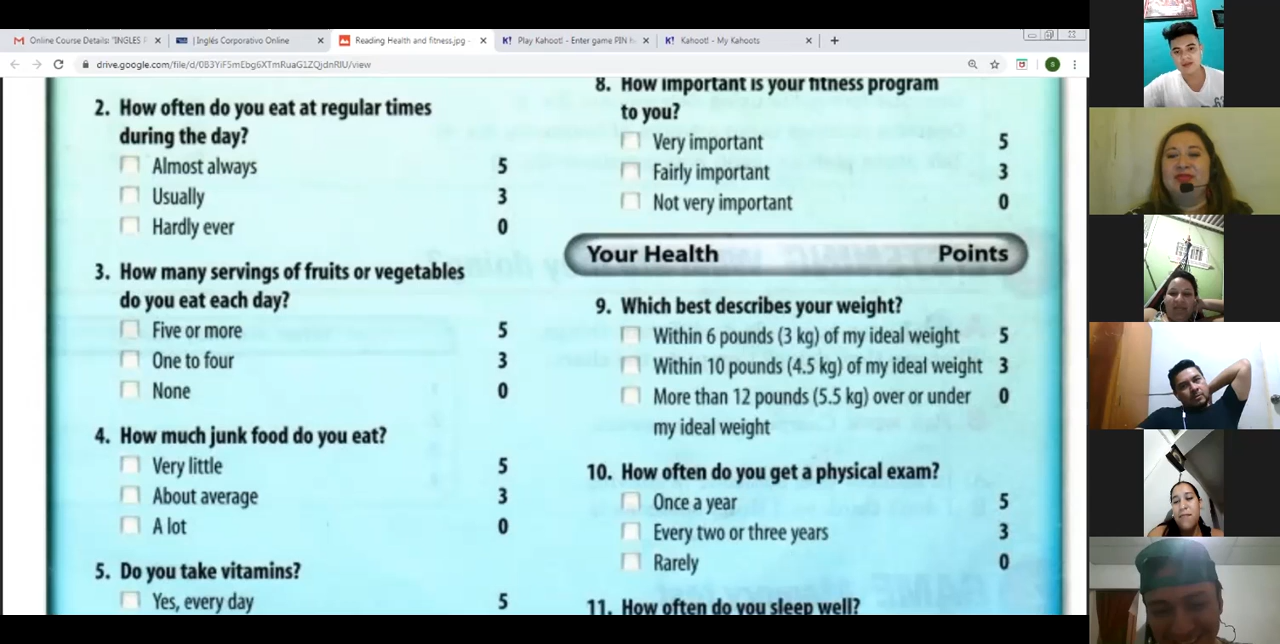 Online Course Details: "INGLES
Inglés Corporativo Online
Reading Health and fitness.jpg -
Play Kahoot! - Enter game PIN
Kahoot! - My Kahoots
drive.google.com/file/d/0B3YiF5mEbg6XTmRuaG1ZQjdnRlU/view
2. How often do you eat at regular times
during the day?
Almost always 5
Usually 3
Hardly ever 0
3. How many servings of fruits or vegetables
do you eat each day?
Five or more 5
One to four 3
None 0
4. How much junk food do you eat?
Very little 5
About average 3
A lot 0
5. Do you take vitamins?
Yes, every day 5
8. How important is your fitness program
to you?
Very important 5
Fairly important 3
Not very important 0
Your Health Points
9. Which best describes your weight?
Within 6 pounds (3 kg) of my ideal weight 5
Within 10 pounds (4.5 kg) of my ideal weight 3
More than 12 pounds (5.5 kg) over or under 0
my ideal weight
10. How often do you get a physical exam?
Once a year 5
Every two or three years 3
Rarely 0
11. How often do you sleep well?